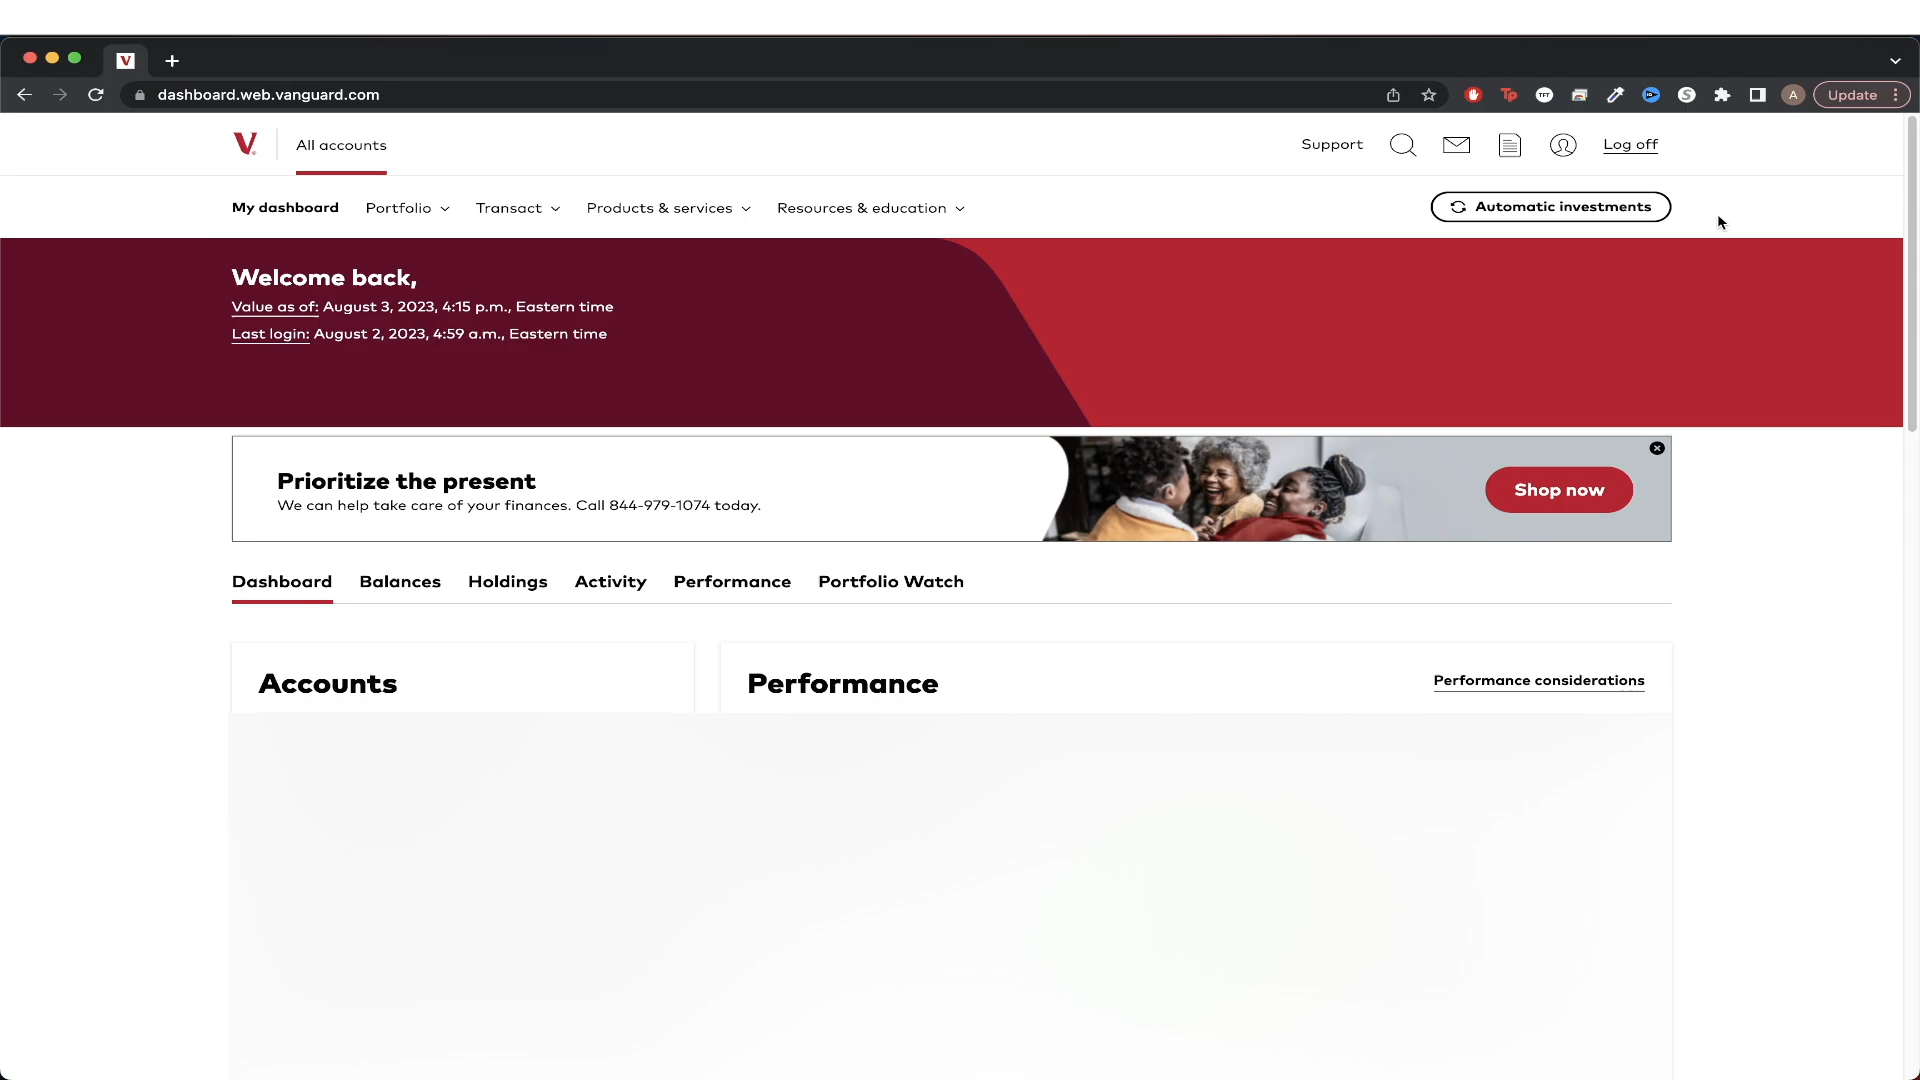 V
dashboard.web.vanguard.com
Tp
TFT
S
A
Update
V
All accounts
Support
Log off
My dashboard
Portfolio
Transact
Products & services
Resources & education
Automatic investments
Welcome back,
Value as of: August 3, 2023, 4:15 p.m., Eastern time
Last login: August 2, 2023, 4:59 a.m., Eastern time
Prioritize the present
We can help take care of your finances. Call 844-979-1074 today.
Shop now
Dashboard
Balances
Holdings
Activity
Performance
Portfolio Watch
Accounts
Performance
Performance considerations